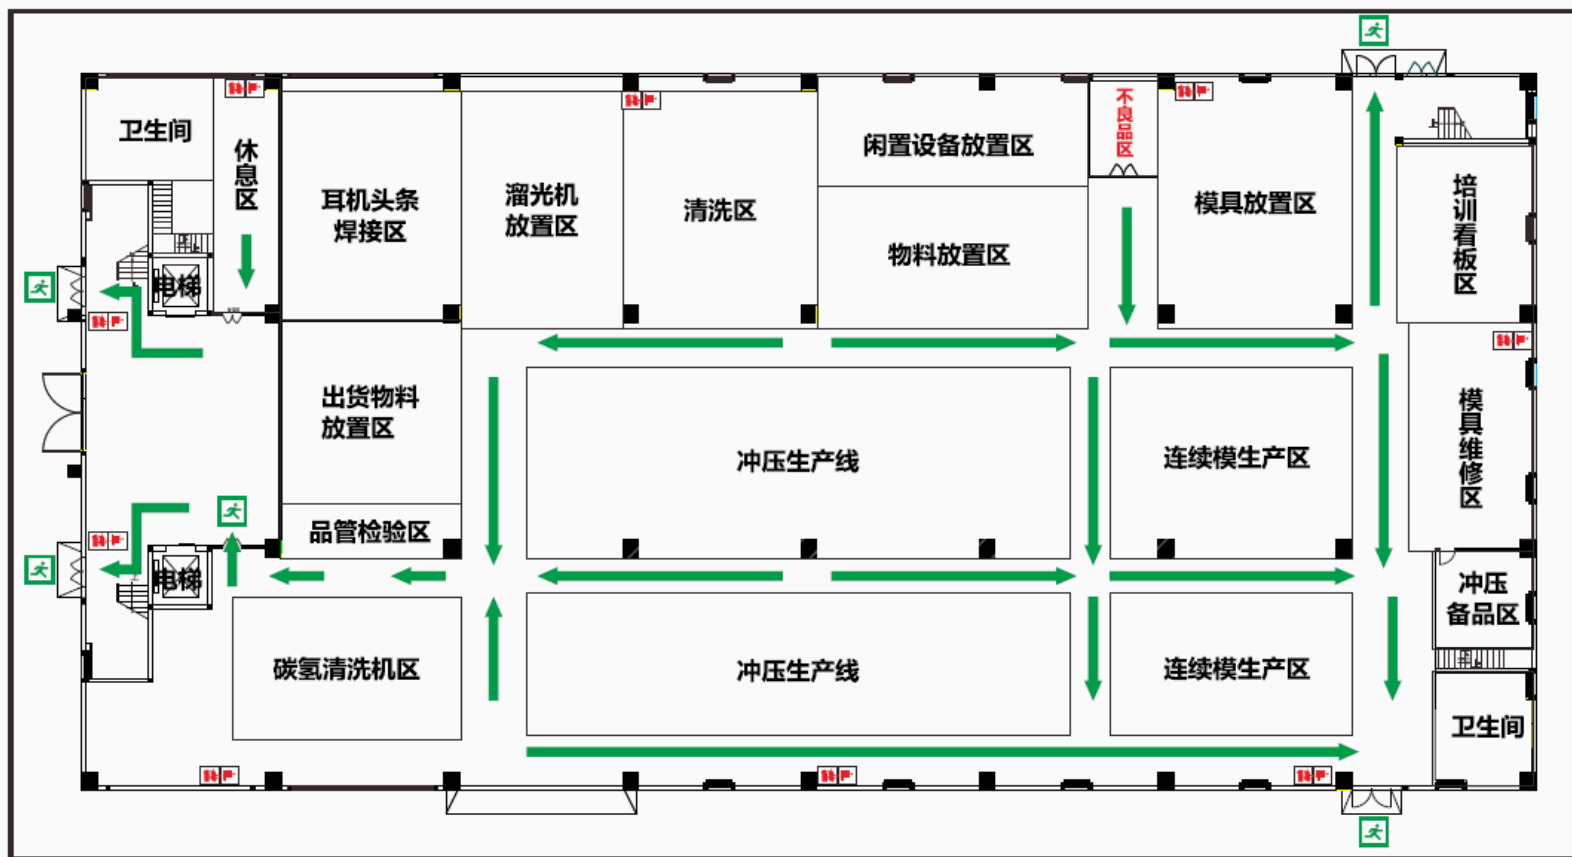 卫生间
休息区
耳机头条
焊接区
溜光机
放置区
清洗区
闲置设备放置区
物料放置区
不良品区
模具放置区
培训看板区
电梯
出货物料
放置区
品管检验区
冲压生产线
连续模生产区
模具维修区
电梯
碳氢清洗机区
冲压生产线
连续模生产区
冲压
备品区
卫生间